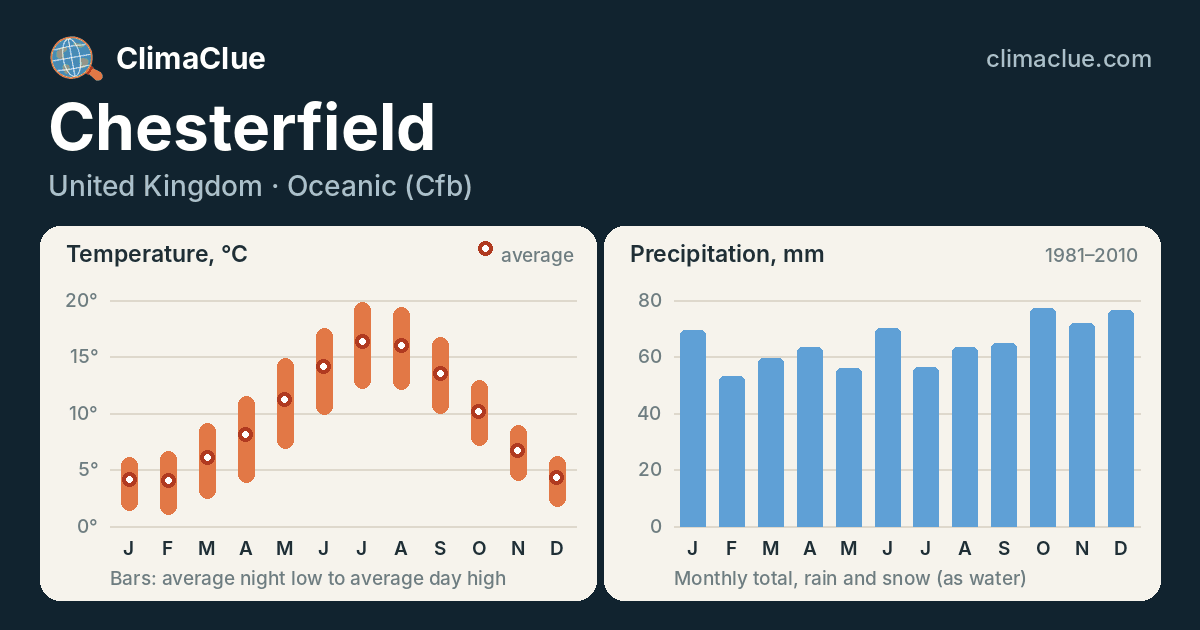 ClimaClue
climaclue.com
Chesterfield
United Kingdom · Oceanic (Cfb)
Temperature, °C
average
20°
15°
10°
5°
0°
J F M A M J J A S O N D
Bars: average night low to average day high
Precipitation, mm
1981–2010
80
60
40
20
0
J F M A M J J A S O N D
Monthly total, rain and snow (as water)